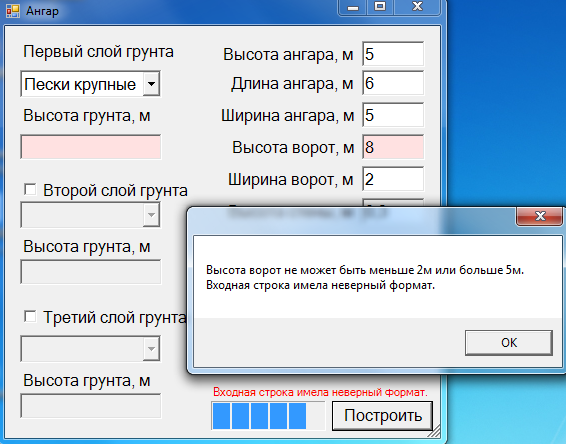 Ангар
Первый слой грунта
Пески крупные
Высота грунта, м
Второй слой грунта
Высота грунта, м
Третий слой грунта
Высота грунта, м
Высота ангара, м 5
Длина ангара, м 6
Ширина ангара, м 5
Высота ворот, м 8
Ширина ворот, м 2
Высота ворот не может быть меньше 2м или больше 5м.
Входная строка имела неверный формат.
OK
Входная строка имела неверный формат.
Построить